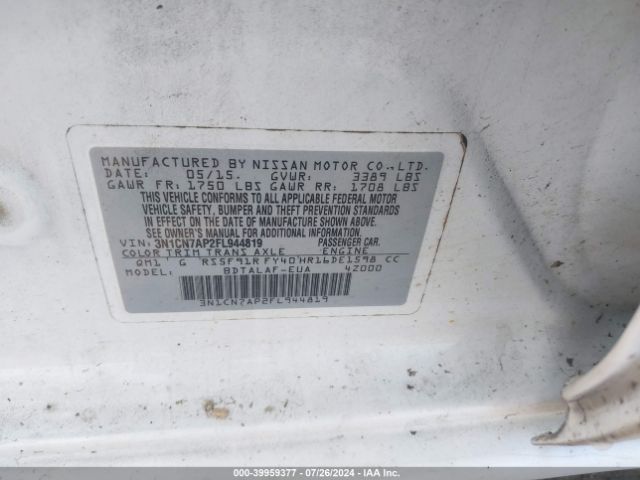 MANUFACTURED BY NISSAN MOTOR CO.,LTD.
DATE: 05/15. GVWR: 3389 LBS
GAWR FR: 1750 LBS GAWR RR: 1708 LBS
THIS VEHICLE CONFORMS TO ALL APPLICABLE FEDERAL MOTOR
VEHICLE SAFETY, BUMPER AND THEFT PREVENTION STANDARDS
IN EFFECT ON THE DATE OF MANUFACTURE SHOWN ABOVE.
SEE OWNER'S MANUAL FOR ADDITIONAL INFORMATION.
VIN: 3N1CN7AP2FL944819 PASSENGER CAR.
COLOR TRIM TRANS AXLE ENGINE
QM1 G RS5F91R FY40 HR16DE1598 CC
MODEL: BDTALAF-EUA 4Z000
3N1CN7AP2FL944819
000-39959377 - 07/26/2024 - IAA Inc.